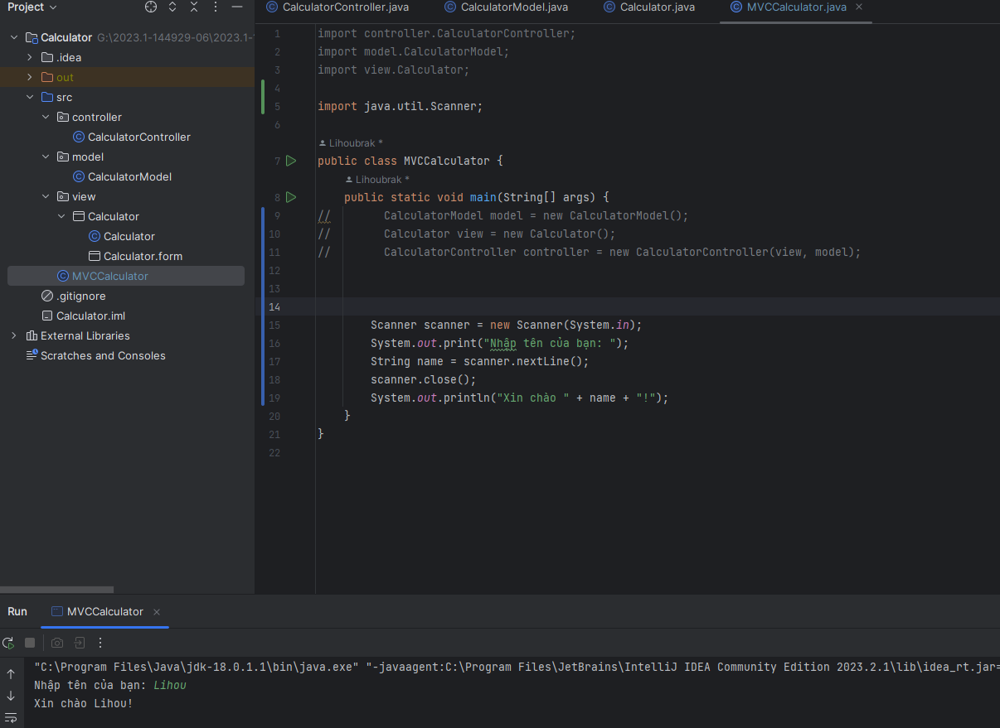 Project
CalculatorController.java
CalculatorModel.java
Calculator.java
MVCCalculator.java
Calculator G:\2023.1-144929-06\2023.1-
.idea
out
src
controller
CalculatorController
model
CalculatorModel
view
Calculator
Calculator
Calculator.form
MVCCalculator
.gitignore
Calculator.iml
External Libraries
Scratches and Consoles
1 import controller.CalculatorController;
2 import model.CalculatorModel;
3 import view.Calculator;
4
5 import java.util.Scanner;
6
Lihoubrak *
7 public class MVCCalculator {
Lihoubrak *
8 public static void main(String[] args) {
9 // CalculatorModel model = new CalculatorModel();
10 // Calculator view = new Calculator();
11 // CalculatorController controller = new CalculatorController(view, model);
12
13
14
15 Scanner scanner = new Scanner(System.in);
16 System.out.print("Nhập tên của bạn: ");
17 String name = scanner.nextLine();
18 scanner.close();
19 System.out.println("Xin chào " + name + "!");
20 }
21 }
22
Run MVCCalculator
"C:\Program Files\Java\jdk-18.0.1.1\bin\java.exe" "-javaagent:C:\Program Files\JetBrains\IntelliJ IDEA Community Edition 2023.2.1\lib\idea_rt.jar=
Nhập tên của bạn: Lihou
Xin chào Lihou!